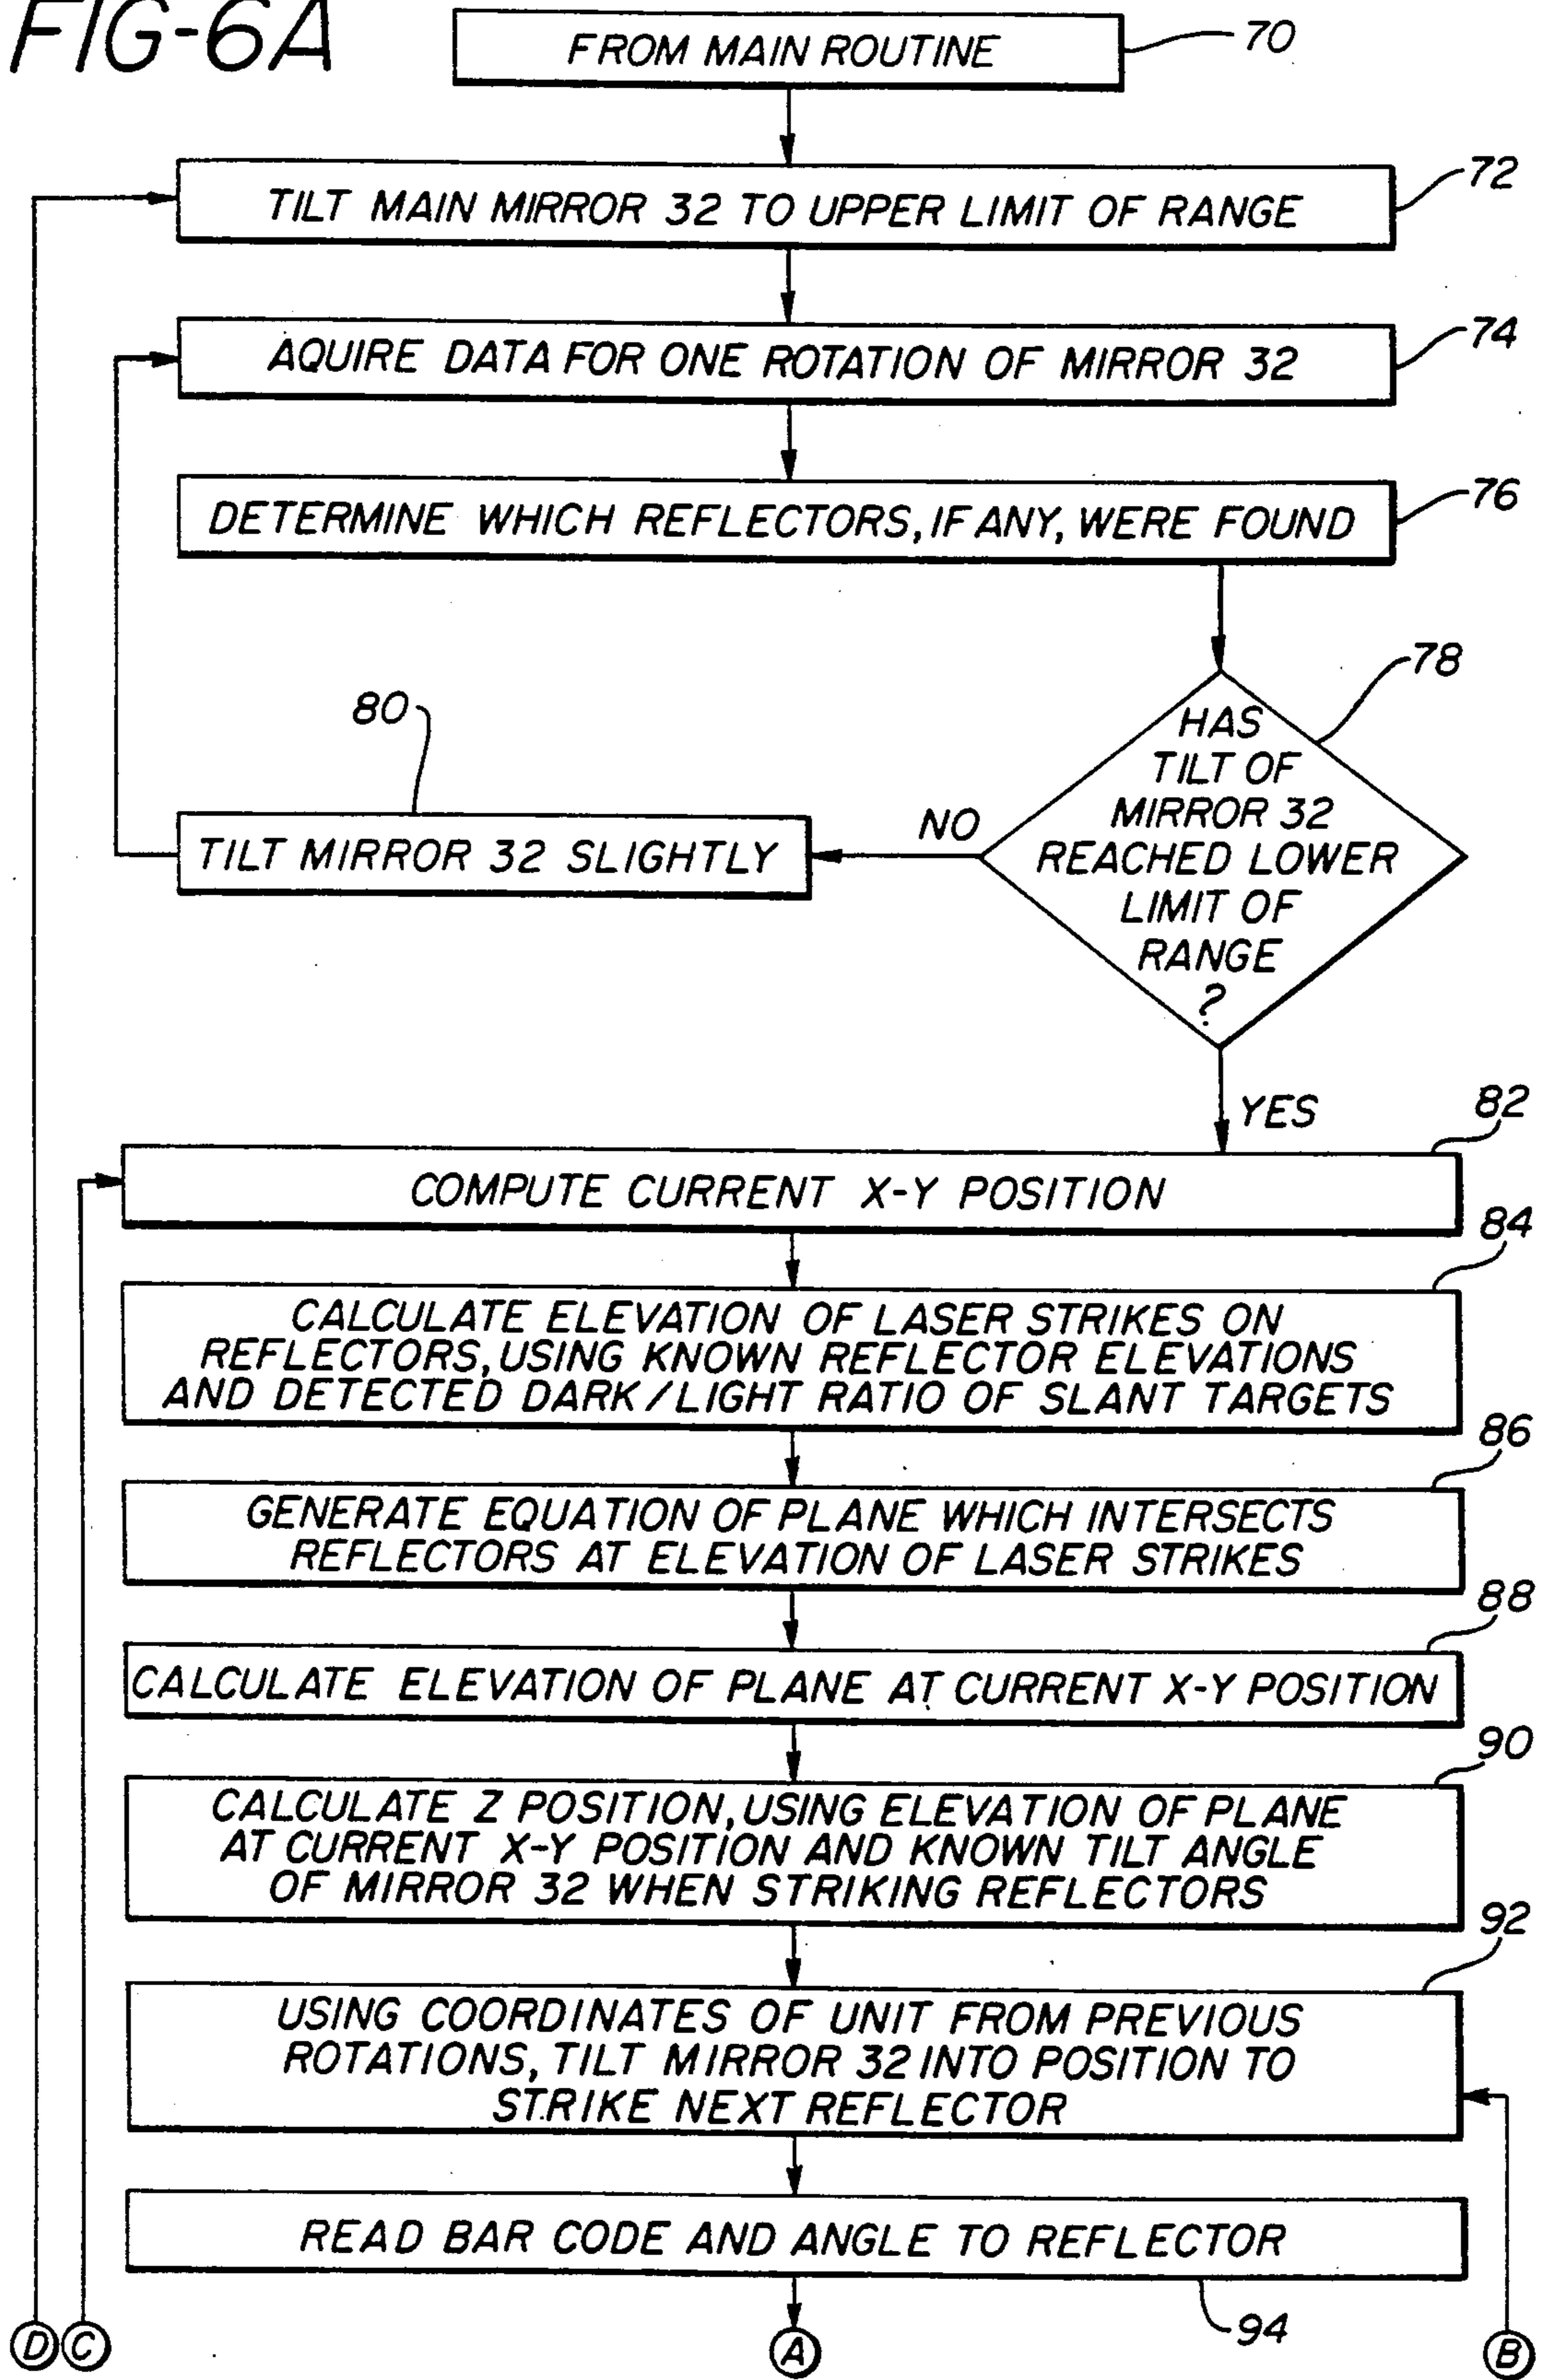 FIG-6A
FROM MAIN ROUTINE
70
TILT MAIN MIRROR 32 TO UPPER LIMIT OF RANGE
72
AQUIRE DATA FOR ONE ROTATION OF MIRROR 32
74
DETERMINE WHICH REFLECTORS, IF ANY, WERE FOUND
76
78
HAS
TILT OF
MIRROR 32
REACHED LOWER
LIMIT OF
RANGE
?
NO
80
TILT MIRROR 32 SLIGHTLY
YES
82
COMPUTE CURRENT X-Y POSITION
84
CALCULATE ELEVATION OF LASER STRIKES ON
REFLECTORS, USING KNOWN REFLECTOR ELEVATIONS
AND DETECTED DARK/LIGHT RATIO OF SLANT TARGETS
86
GENERATE EQUATION OF PLANE WHICH INTERSECTS
REFLECTORS AT ELEVATION OF LASER STRIKES
88
CALCULATE ELEVATION OF PLANE AT CURRENT X-Y POSITION
90
CALCULATE Z POSITION, USING ELEVATION OF PLANE
AT CURRENT X-Y POSITION AND KNOWN TILT ANGLE
OF MIRROR 32 WHEN STRIKING REFLECTORS
92
USING COORDINATES OF UNIT FROM PREVIOUS
ROTATIONS, TILT MIRROR 32 INTO POSITION TO
STRIKE NEXT REFLECTOR
READ BAR CODE AND ANGLE TO REFLECTOR
94
D C A B